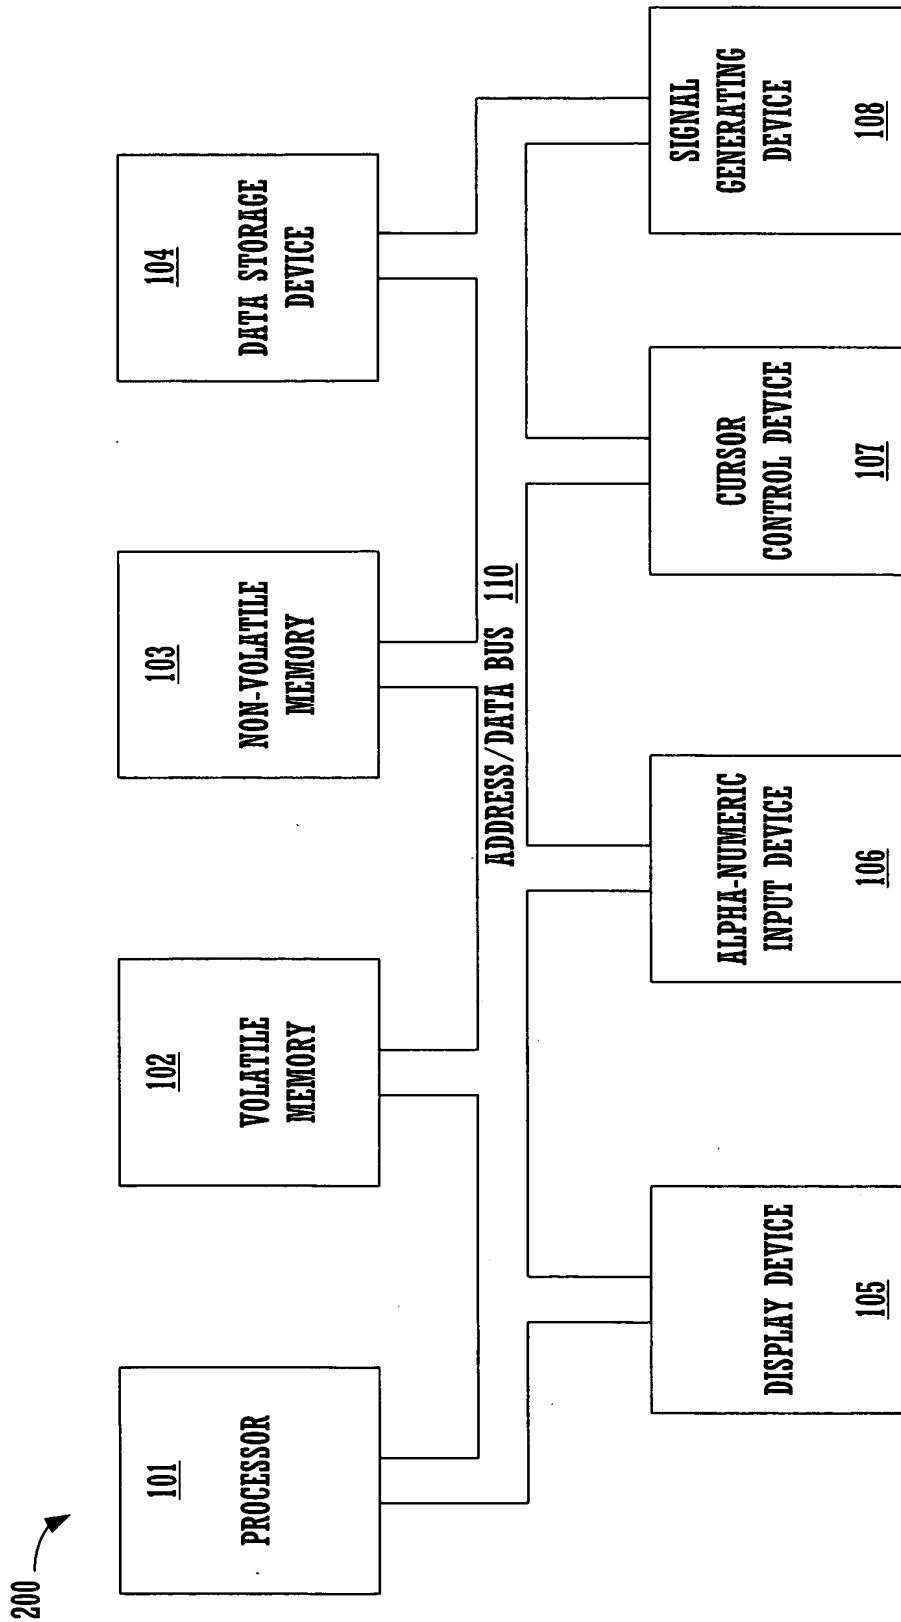 200
101
PROCESSOR
102
VOLATILE
MEMORY
103
NON-VOLATILE
MEMORY
104
DATA STORAGE
DEVICE
ADDRESS/DATA BUS 110
DISPLAY DEVICE
105
ALPHA-NUMERIC
INPUT DEVICE
106
CURSOR
CONTROL DEVICE
107
SIGNAL
GENERATING
DEVICE
108